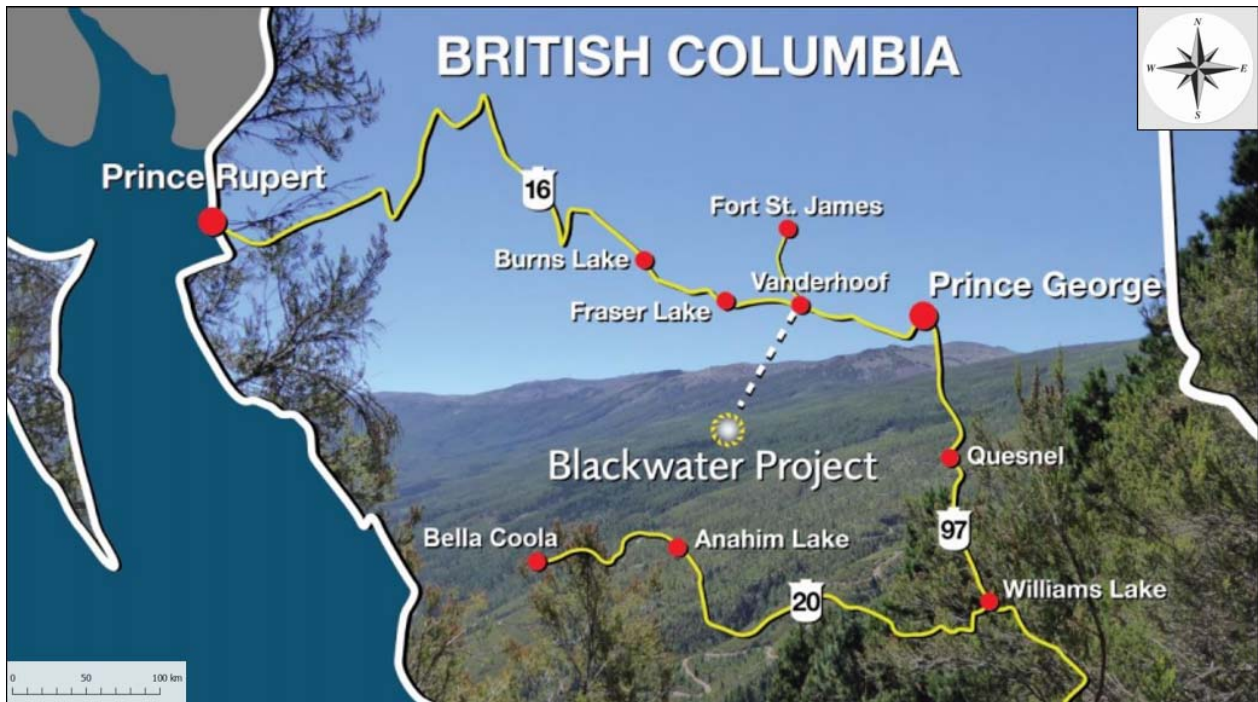 BRITISH COLUMBIA
N
W E
S
Prince Rupert
16
Fort St. James
Burns Lake
Vanderhoof
Prince George
Fraser Lake
Blackwater Project
Quesnel
97
Bella Coola
Anahim Lake
20
Williams Lake
0 50 100 km